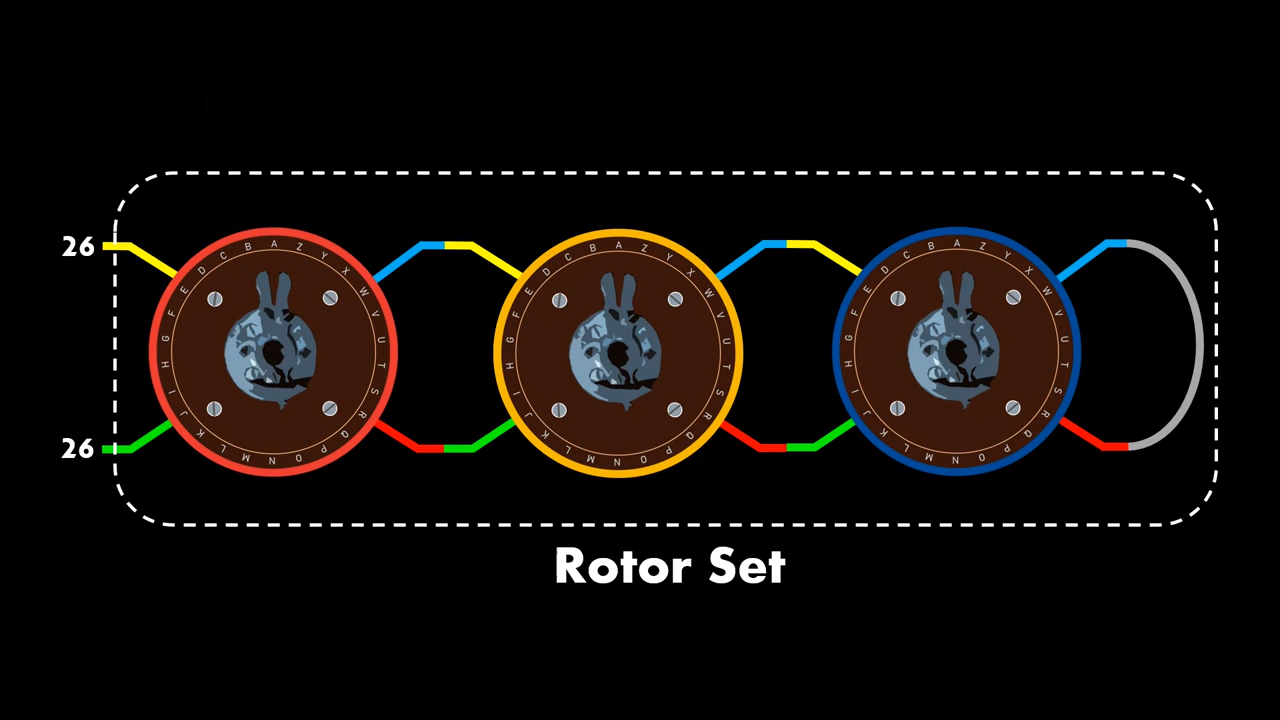 26
A Z Y X W V U T S R Q P O N M L K J I H G F E D C B
A Z Y X W V U T S R Q P O N M L K J I H G F E D C B
A Z Y X W V U T S R Q P O N M L K J I H G F E D C B
26
Rotor Set